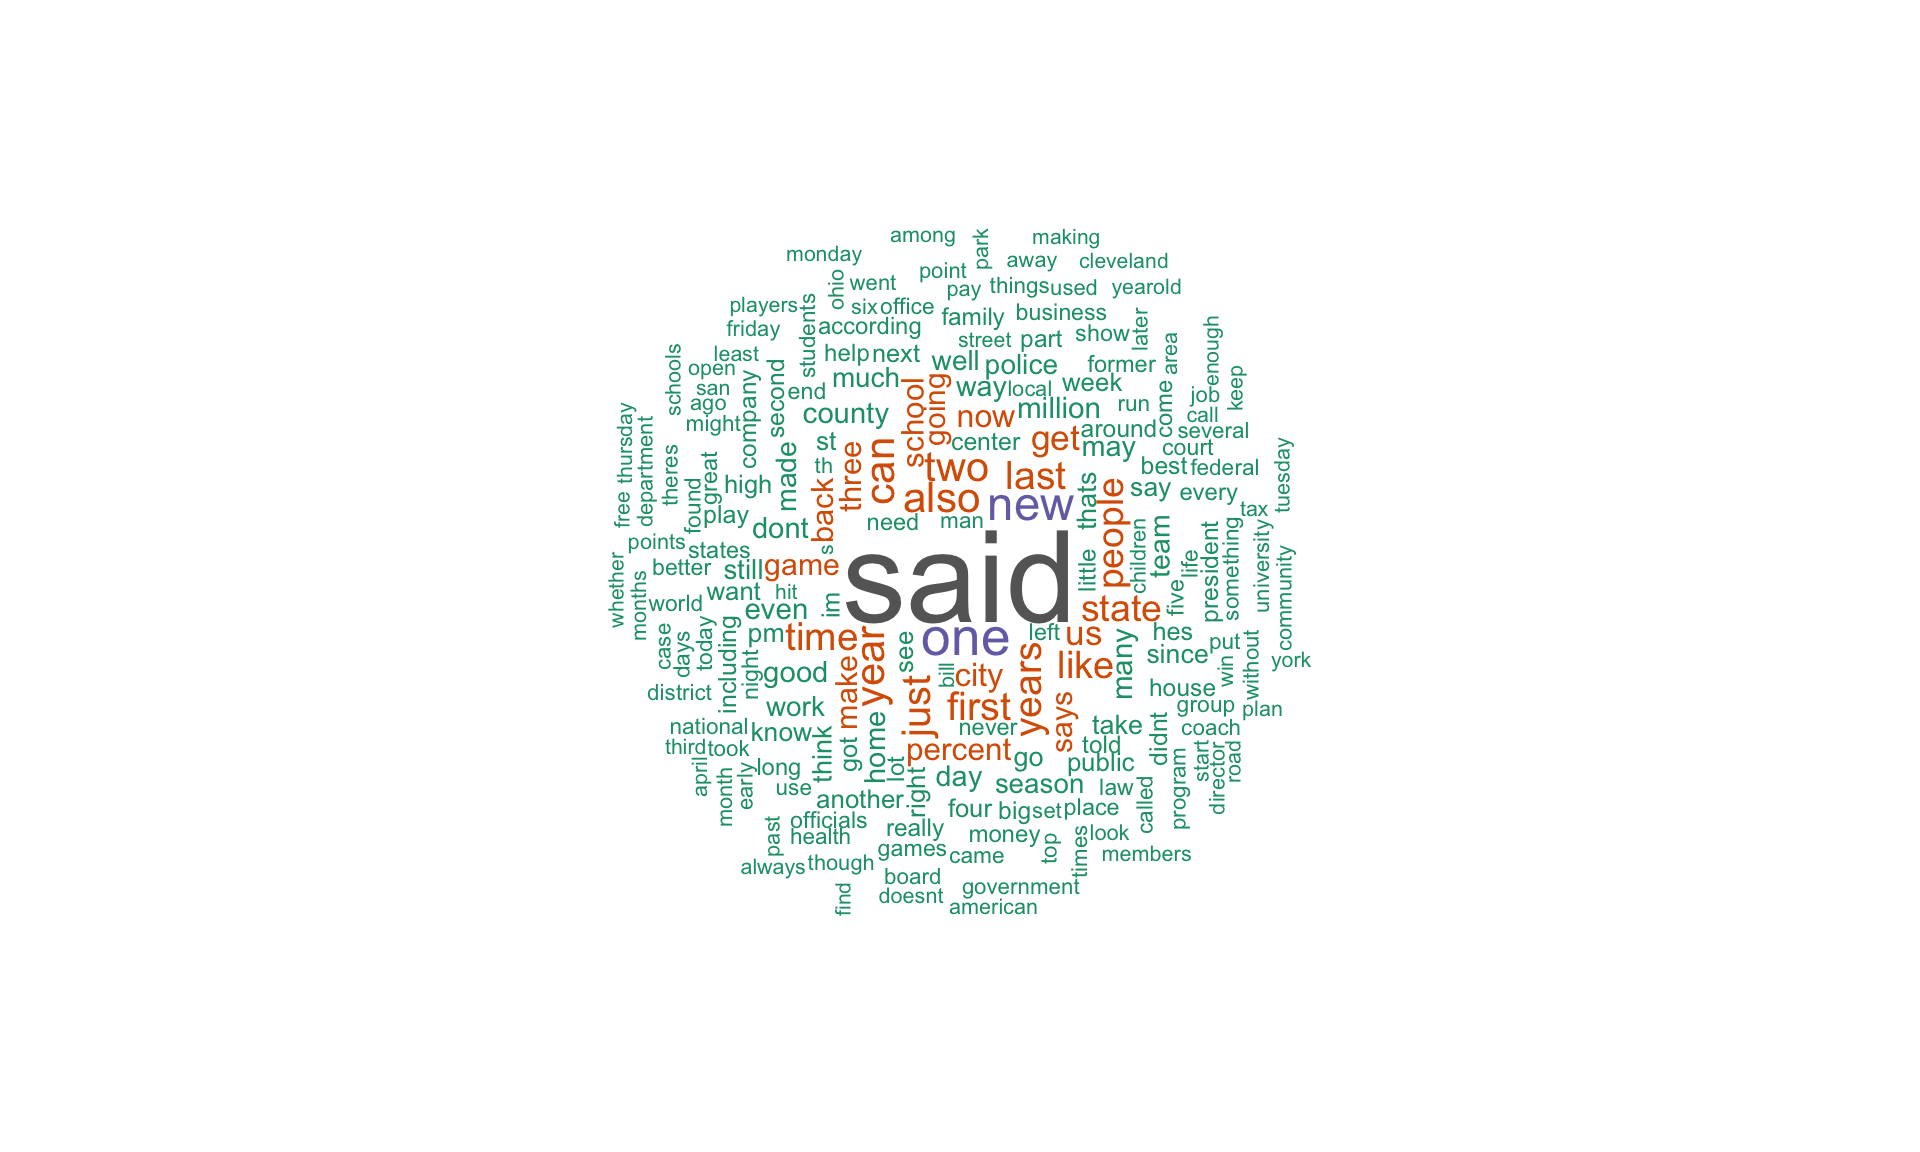 among
park
making
monday
point
away
cleveland
ohio
went
pay
things
used
yearold
players
six
office
family
business
friday
students
according
street
part
show
later
enough
schools
least
help
next
well
police
former
area
open
san
company
second
end
much
way
local
week
job
keep
ago
might
county
school
going
now
million
run
come
call
several
thursday
free
department
theres
great
found
high
made
st
th
three
back
can
center
get
around
may
court
two
last
also
new
thats
people
best
federal
say
every
tuesday
tax
play
dont
need
man
points
states
better
still
game
s
said
little
children
team
life
president
something
university
community
whether
months
world
want
hit
even
im
state
five
case
days
today
including
night
pm
time
year
see
one
left
us
many
hes
put
since
win
without
york
good
make
bill
city
like
district
house
group
plan
work
just
first
years
says
national
know
home
never
take
didnt
coach
third
took
think
got
lot
percent
go
told
public
start
road
april
month
early
long
use
right
day
season
law
called
program
director
another
four
big
set
place
past
officials
health
really
money
top
times
look
always
though
games
came
members
find
board
doesnt
government
american